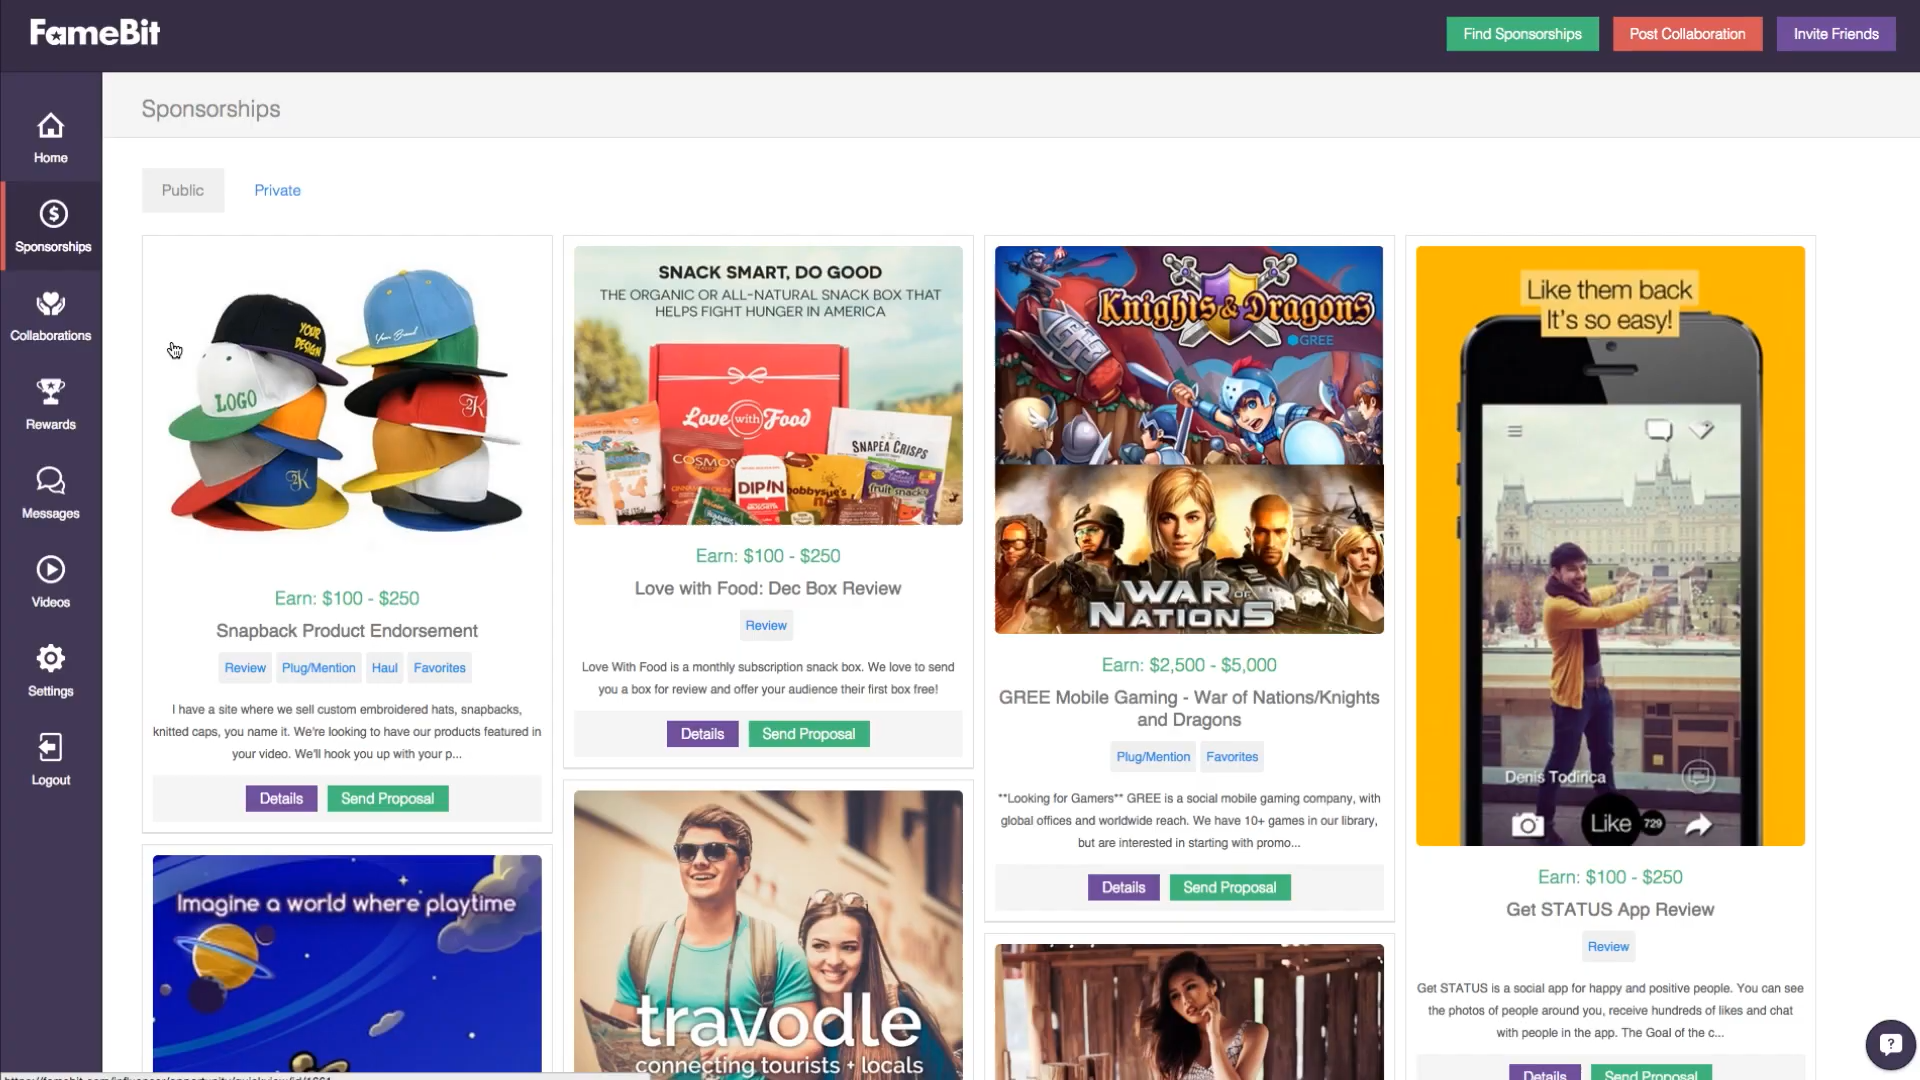 FameBit
Find Sponsorships
Post Collaboration
Invite Friends
Home
Sponsorships
Collaborations
Rewards
Messages
Videos
Settings
Logout
Sponsorships
Public
Private
YOUR
DESIGN
Your Brand
LOGO
Earn: $100 - $250
Snapback Product Endorsement
Review
Plug/Mention
Haul
Favorites
I have a site where we sell custom embroidered hats, snapbacks,
knitted caps, you name it. We're looking to have our products featured in
your video. We'll hook you up with your p...
Details
Send Proposal
Imagine a world where playtime
SNACK SMART, DO GOOD
THE ORGANIC OR ALL-NATURAL SNACK BOX THAT
HELPS FIGHT HUNGER IN AMERICA
Love with Food
SNAPEA CRISPS
COSMOS
DIPIN
bobbysue's
fruit snacks
Earn: $100 - $250
Love with Food: Dec Box Review
Review
Love With Food is a monthly subscription snack box. We love to send
you a box for review and offer your audience their first box free!
Details
Send Proposal
travodle
connecting tourists + locals
Knights & Dragons
GREE
WAR OF
NATIONS
Earn: $2,500 - $5,000
GREE Mobile Gaming - War of Nations/Knights
and Dragons
Plug/Mention
Favorites
**Looking for Gamers** GREE is a social mobile gaming company, with
global offices and worldwide reach. We have 10+ games in our library,
but are interested in starting with promo...
Details
Send Proposal
Like them back
It's so easy!
Denis Todirica
Like
729
Earn: $100 - $250
Get STATUS App Review
Review
Get STATUS is a social app for happy and positive people. You can see
the photos of people around you, receive hundreds of likes and chat
with people in the app. The Goal of the c...
Details
Send Proposal